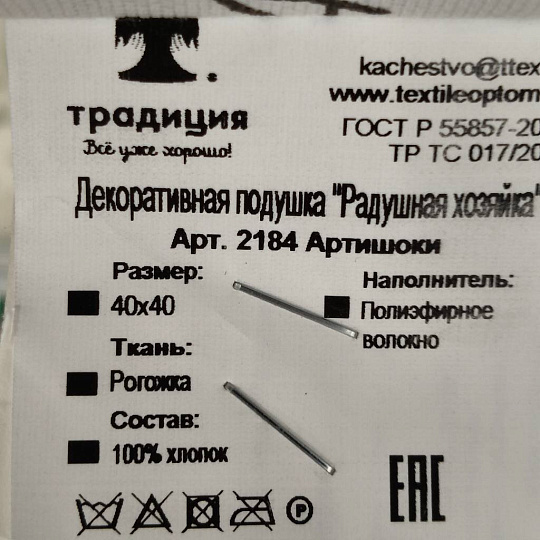 традиция
Всё уже хорошо!
kachestvo@ttex
www.textileoptom
ГОСТ Р 55857-20
ТР ТС 017/20
Декоративная подушка "Радушная хозяйка"
Арт. 2184 Артишоки
Размер:
40x40
Ткань:
Рогожка
Состав:
100% хлопок
Наполнитель:
Полиэфирное
волокно
P
EAC